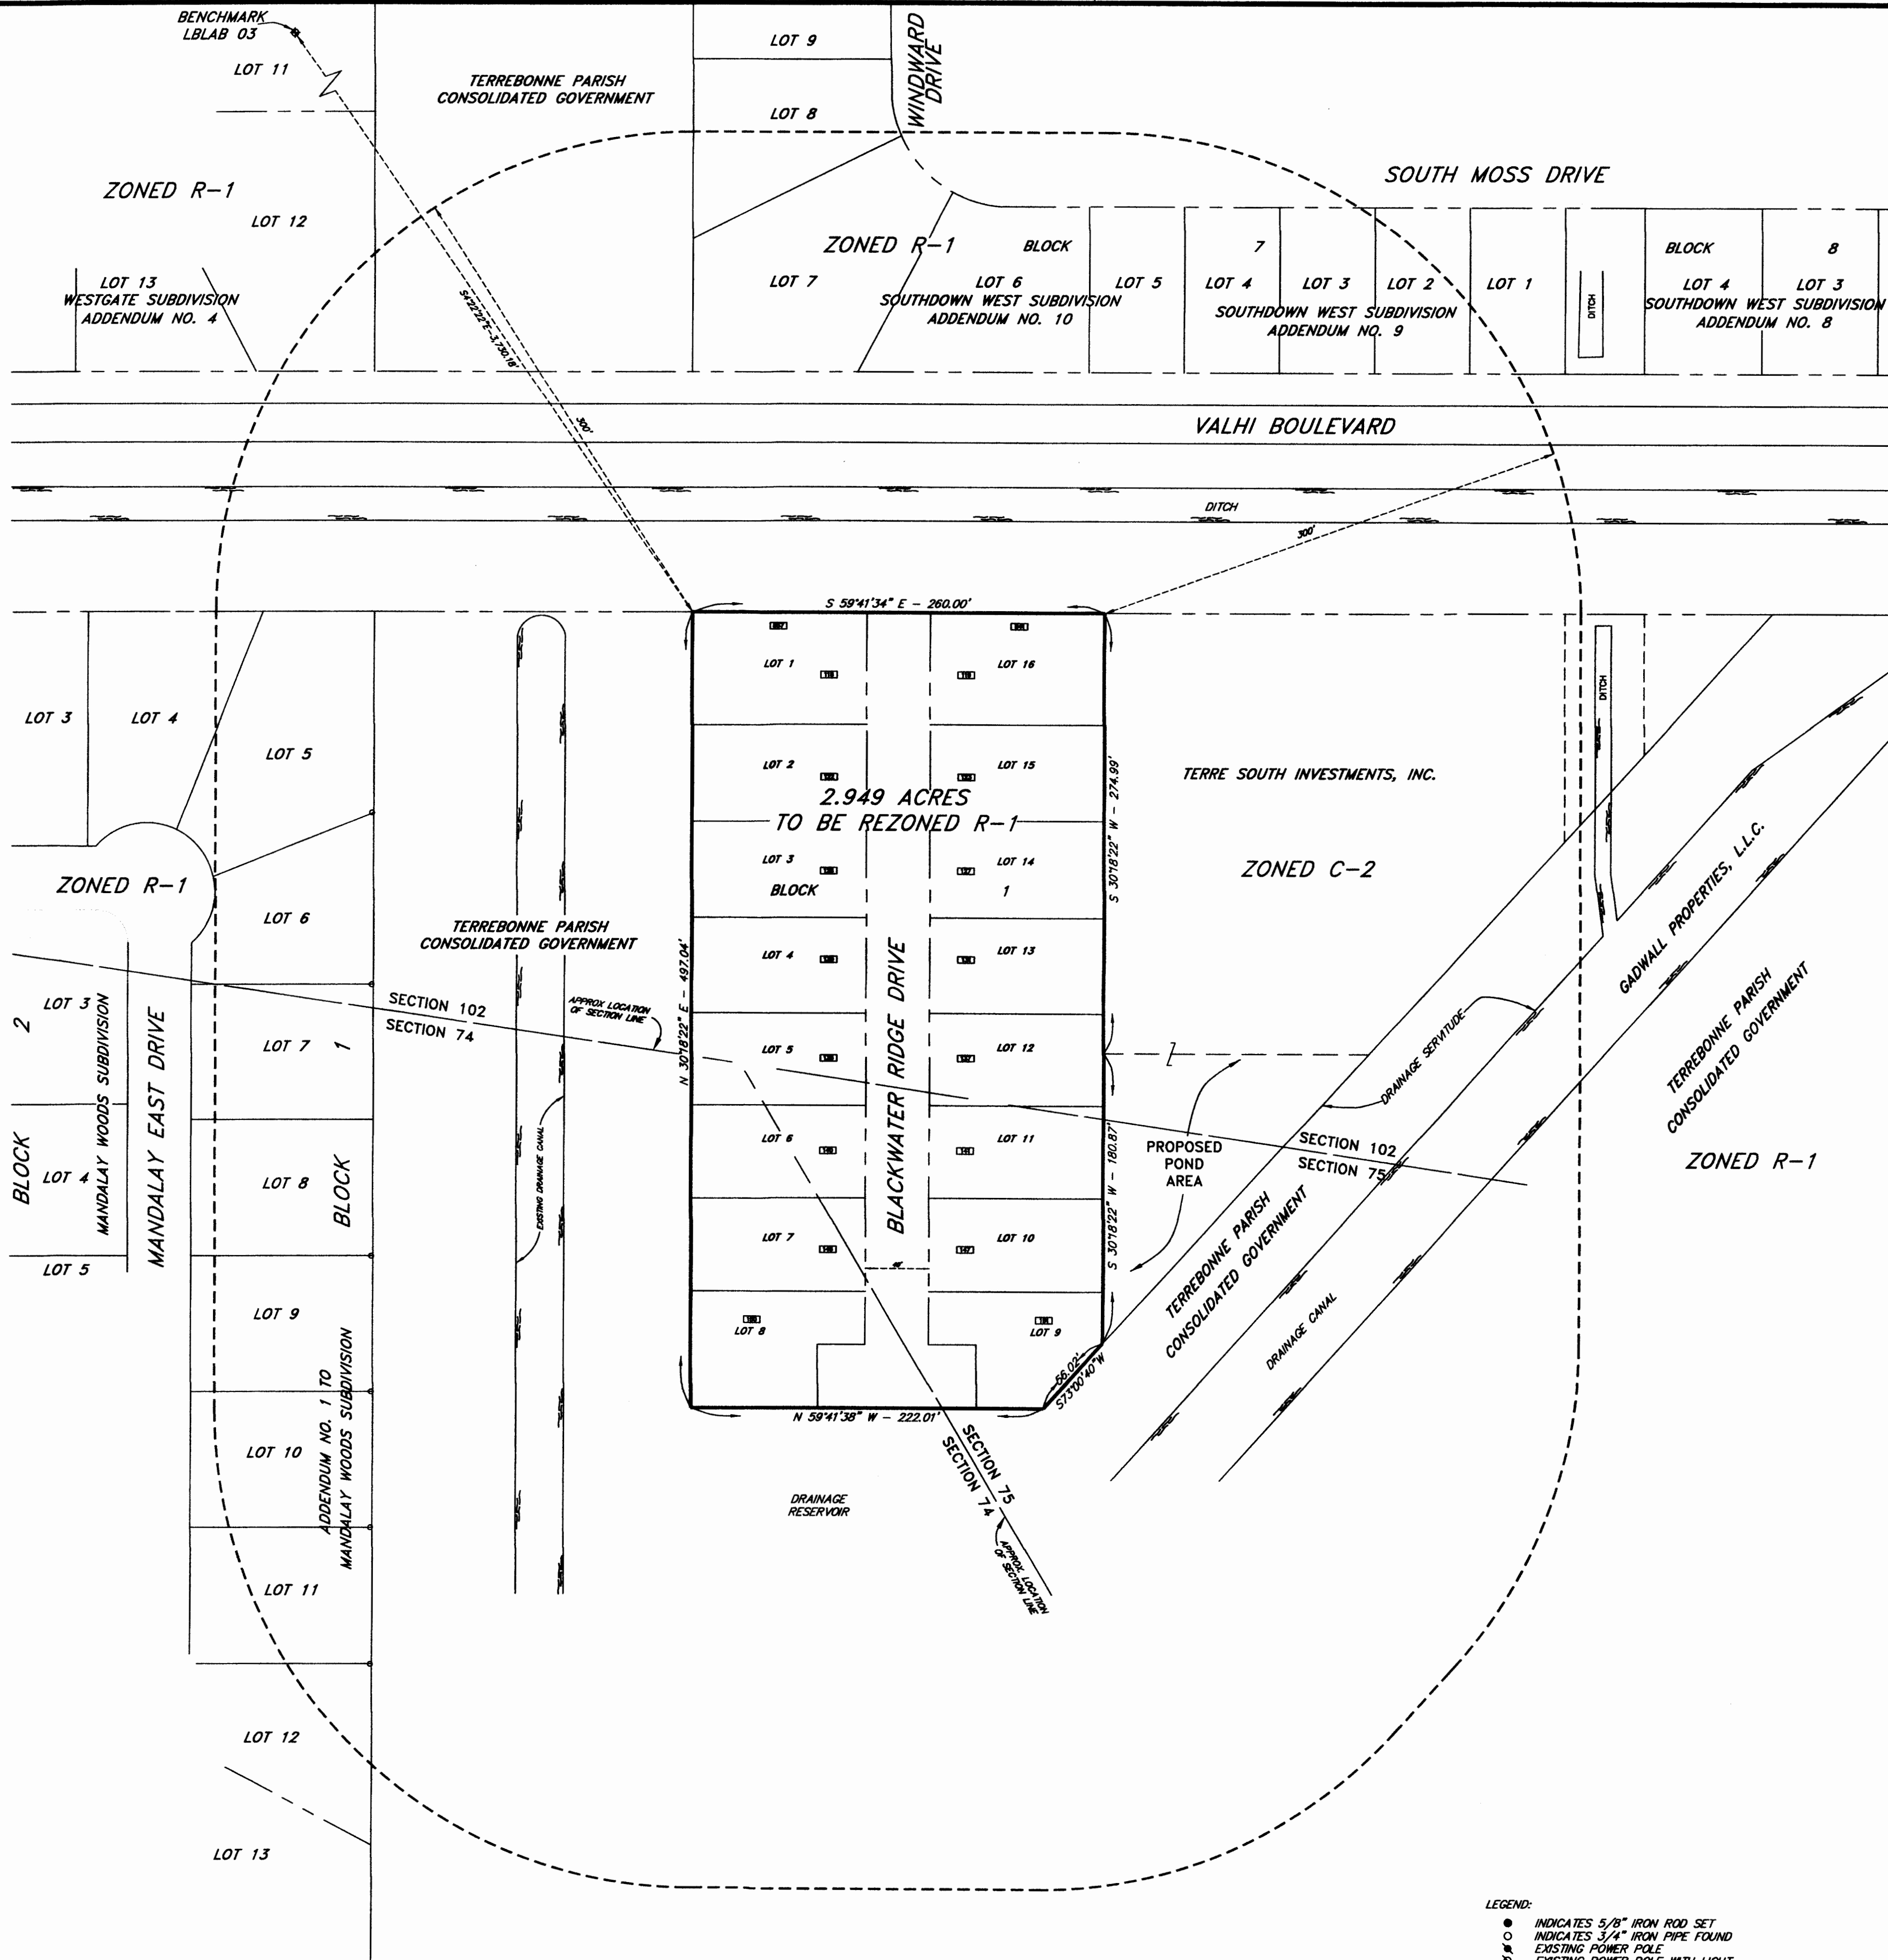 BENCHMARK
LBLAB 03
LOT 11
TERREBONNE PARISH
CONSOLIDATED GOVERNMENT
LOT 9
LOT 8
WINDWARD
DRIVE
SOUTH MOSS DRIVE
ZONED R-1
LOT 12
LOT 13
WESTGATE SUBDIVISION
ADDENDUM NO. 4
ZONED R-1
LOT 7
BLOCK
7
LOT 6
SOUTHDOWN WEST SUBDIVISION
ADDENDUM NO. 10
LOT 5
LOT 4
LOT 3
LOT 2
LOT 1
SOUTHDOWN WEST SUBDIVISION
ADDENDUM NO. 9
DITCH
BLOCK
8
LOT 4
LOT 3
SOUTHDOWN WEST SUBDIVISION
ADDENDUM NO. 8
300'
VALHI BOULEVARD
DITCH
300'
S 59°41'34" E - 260.00'
LOT 3
LOT 4
LOT 5
LOT 1
LOT 16
LOT 2
LOT 15
2.949 ACRES
TO BE REZONED R-1
LOT 3
LOT 14
BLOCK
1
LOT 4
LOT 13
LOT 5
LOT 12
LOT 6
LOT 11
LOT 7
LOT 10
LOT 8
LOT 9
BLACKWATER RIDGE DRIVE
N 30°18'22" E - 497.04'
S 30°18'22" W - 274.99'
S 30°18'22" W - 180.87'
56.02'
S73°00'40"W
N 59°41'38" W - 222.01'
TERRE SOUTH INVESTMENTS, INC.
ZONED C-2
DITCH
GADWALL PROPERTIES, L.L.C.
TERREBONNE PARISH
CONSOLIDATED GOVERNMENT
ZONED R-1
DRAINAGE SERVITUDE
PROPOSED
POND
AREA
SECTION 102
SECTION 75
TERREBONNE PARISH
CONSOLIDATED GOVERNMENT
DRAINAGE CANAL
ZONED R-1
LOT 6
TERREBONNE PARISH
CONSOLIDATED GOVERNMENT
SECTION 102
SECTION 74
APPROX LOCATION
OF SECTION LINE
EXISTING DRAINAGE CANAL
2
BLOCK
LOT 3
LOT 4
LOT 5
MANDALAY WOODS SUBDIVISION
MANDALAY EAST DRIVE
LOT 7
1
BLOCK
LOT 8
LOT 9
LOT 10
ADDENDUM NO. 1 TO
MANDALAY WOODS SUBDIVISION
LOT 11
LOT 12
LOT 13
DRAINAGE
RESERVOIR
SECTION 75
SECTION 74
APPROX. LOCATION
OF SECTION LINE
LEGEND:
INDICATES 5/8" IRON ROD SET
INDICATES 3/4" IRON PIPE FOUND
EXISTING POWER POLE